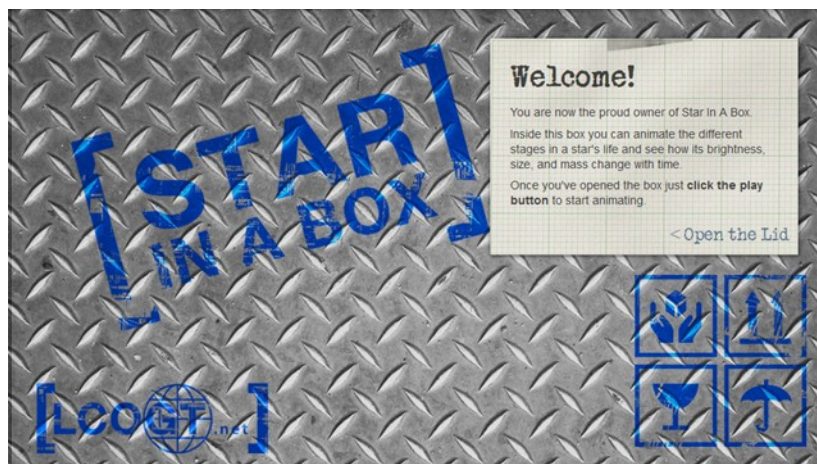 [STAR
IN A BOX]
Welcome!
You are now the proud owner of Star In A Box.
Inside this box you can animate the different
stages in a star's life and see how its brightness,
size, and mass change with time.
Once you've opened the box just click the play
button to start animating.
<Open the Lid
[LCOGT.net]